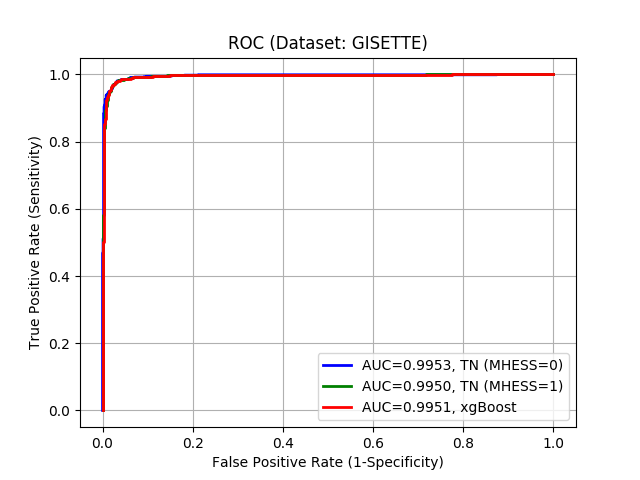 ROC (Dataset: GISETTE)
True Positive Rate (Sensitivity)
1.0
0.8
0.6
0.4
0.2
0.0
AUC=0.9953, TN (MHESS=0)
AUC=0.9950, TN (MHESS=1)
AUC=0.9951, xgBoost
0.0 0.2 0.4 0.6 0.8 1.0
False Positive Rate (1-Specificity)